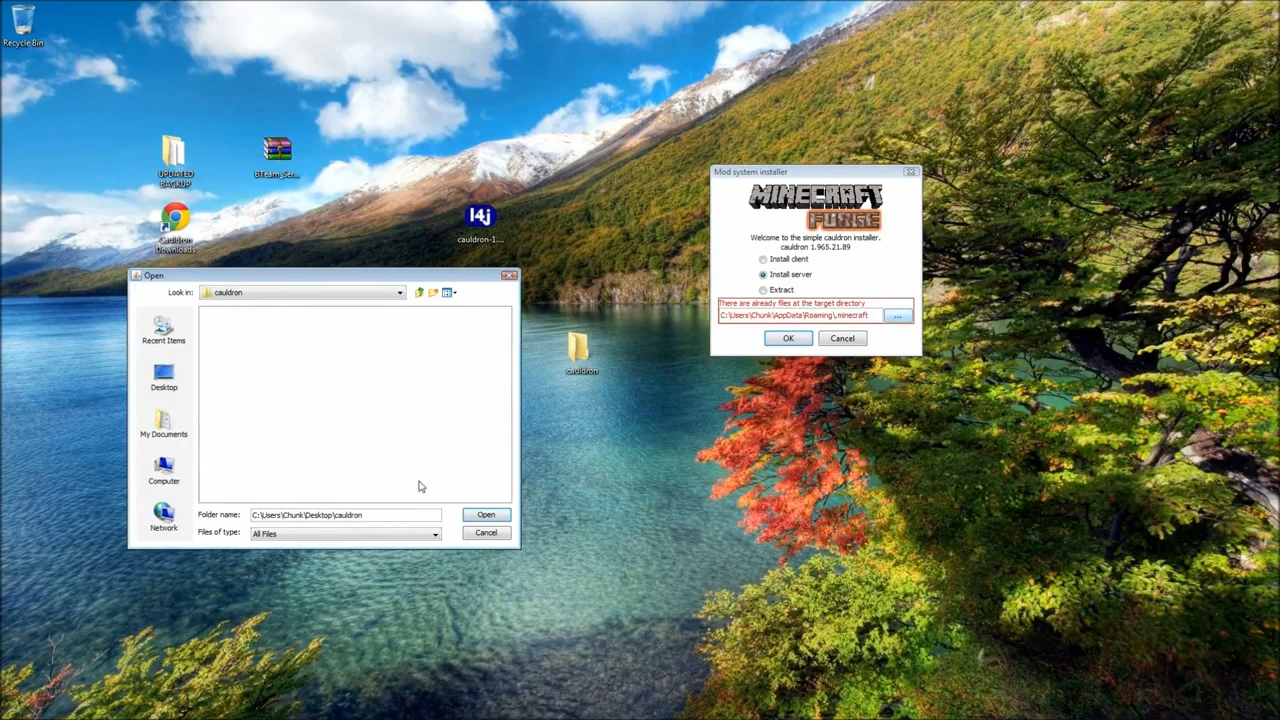 Recycle Bin
UPDATED
BACKUP
BTeam_Ser...
Cauldron
Downloads
l4j
cauldron-1....
cauldron
Open
Look in:
cauldron
Recent Items
Desktop
My Documents
Computer
Network
Folder name:
C:\Users\Chunk\Desktop\cauldron
Open
Files of type:
All Files
Cancel
Mod system installer
MINECRAFT
FORGE
Welcome to the simple cauldron installer.
cauldron 1.965.21.89
Install client
Install server
Extract
There are already files at the target directory
C:\Users\Chunk\AppData\Roaming\.minecraft
...
OK
Cancel